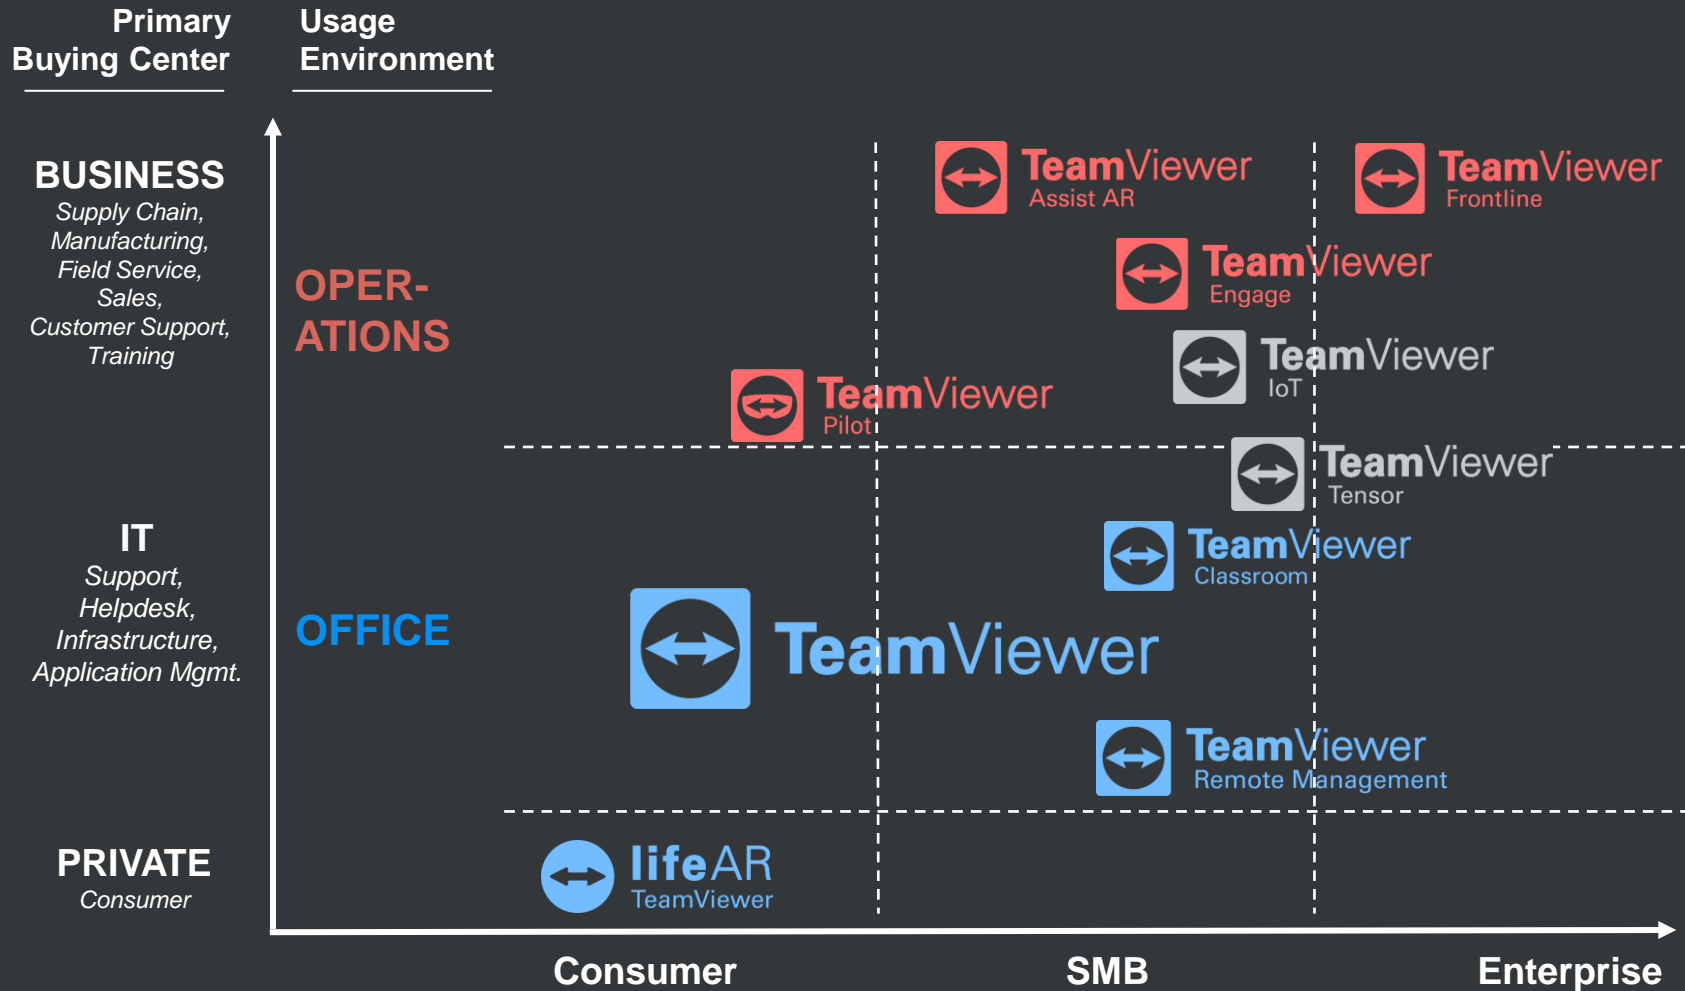 Primary
Buying Center
Usage
Environment
BUSINESS
Supply Chain,
Manufacturing,
Field Service,
Sales,
Customer Support,
Training
OPER-
ATIONS
TeamViewer
Assist AR
TeamViewer
Frontline
TeamViewer
Engage
TeamViewer
IoT
TeamViewer
Pilot
TeamViewer
Tensor
IT
Support,
Helpdesk,
Infrastructure,
Application Mgmt.
OFFICE
TeamViewer
Classroom
TeamViewer
TeamViewer
Remote Management
PRIVATE
Consumer
lifeAR
TeamViewer
Consumer
SMB
Enterprise